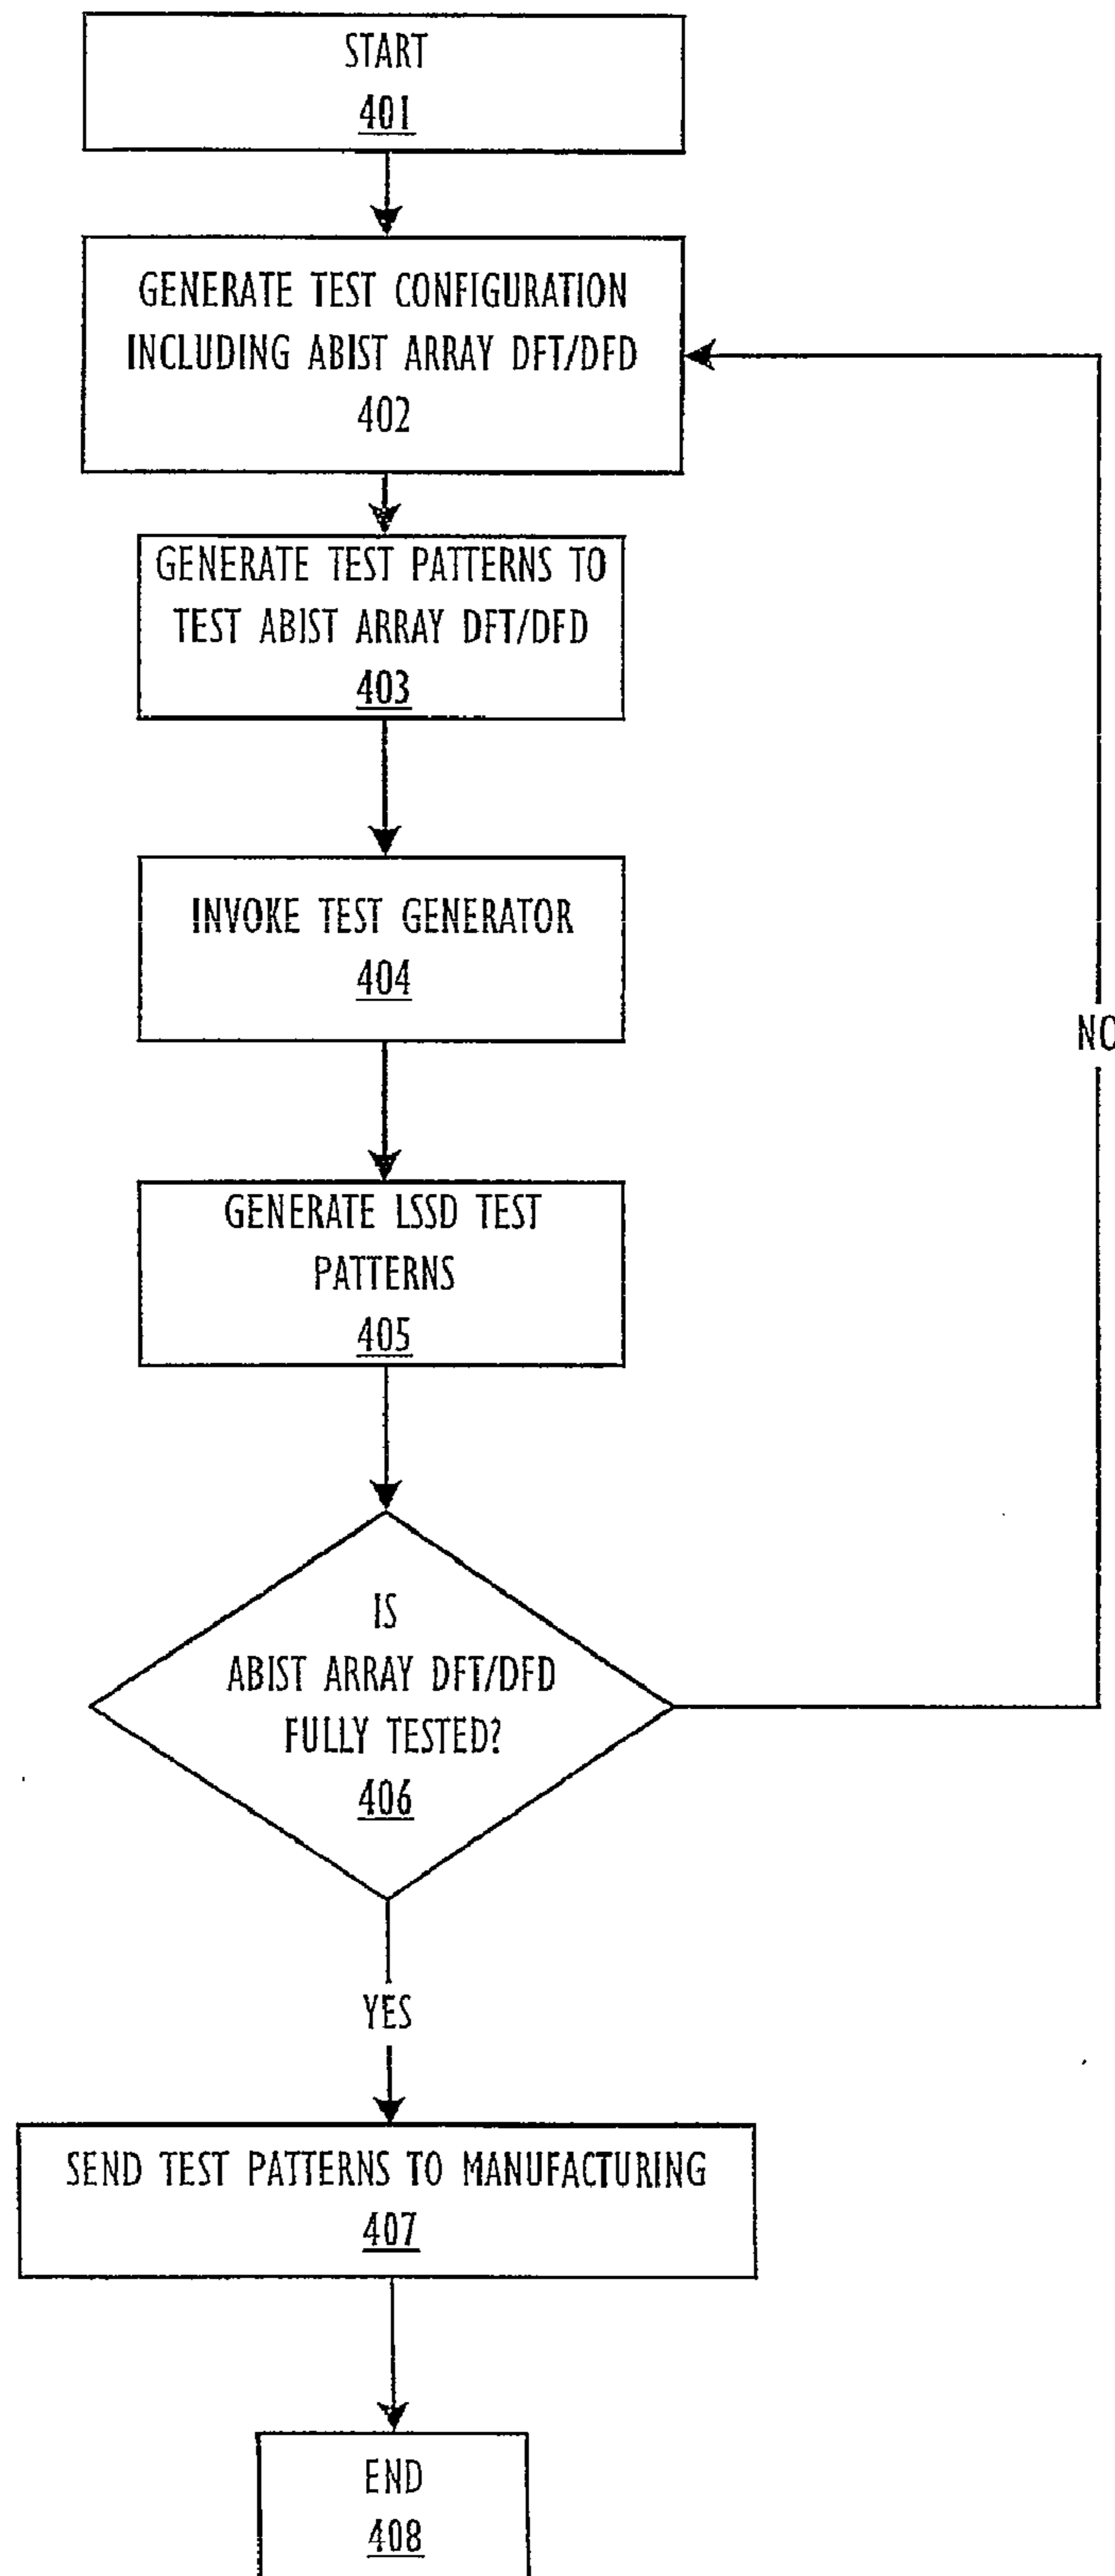 START
401
GENERATE TEST CONFIGURATION
INCLUDING ABIST ARRAY DFT/DFD
402
GENERATE TEST PATTERNS TO
TEST ABIST ARRAY DFT/DFD
403
INVOKE TEST GENERATOR
404
NO
GENERATE LSSD TEST
PATTERNS
405
IS
ABIST ARRAY DFT/DFD
FULLY TESTED?
406
YES
SEND TEST PATTERNS TO MANUFACTURING
407
END
408